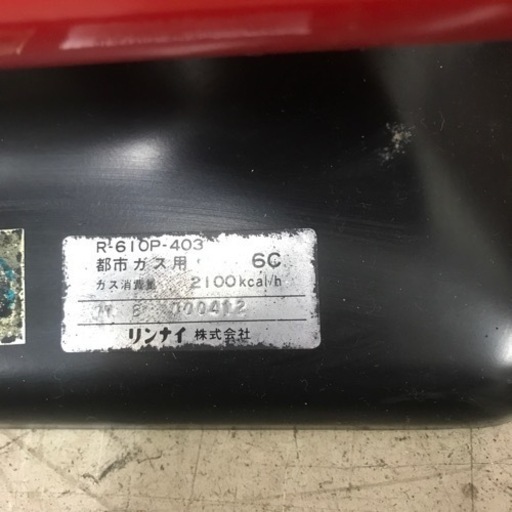 R-610P-403
都市ガス用 6C
ガス消費量 2100kcal/h
000412
リンナイ 株式会社